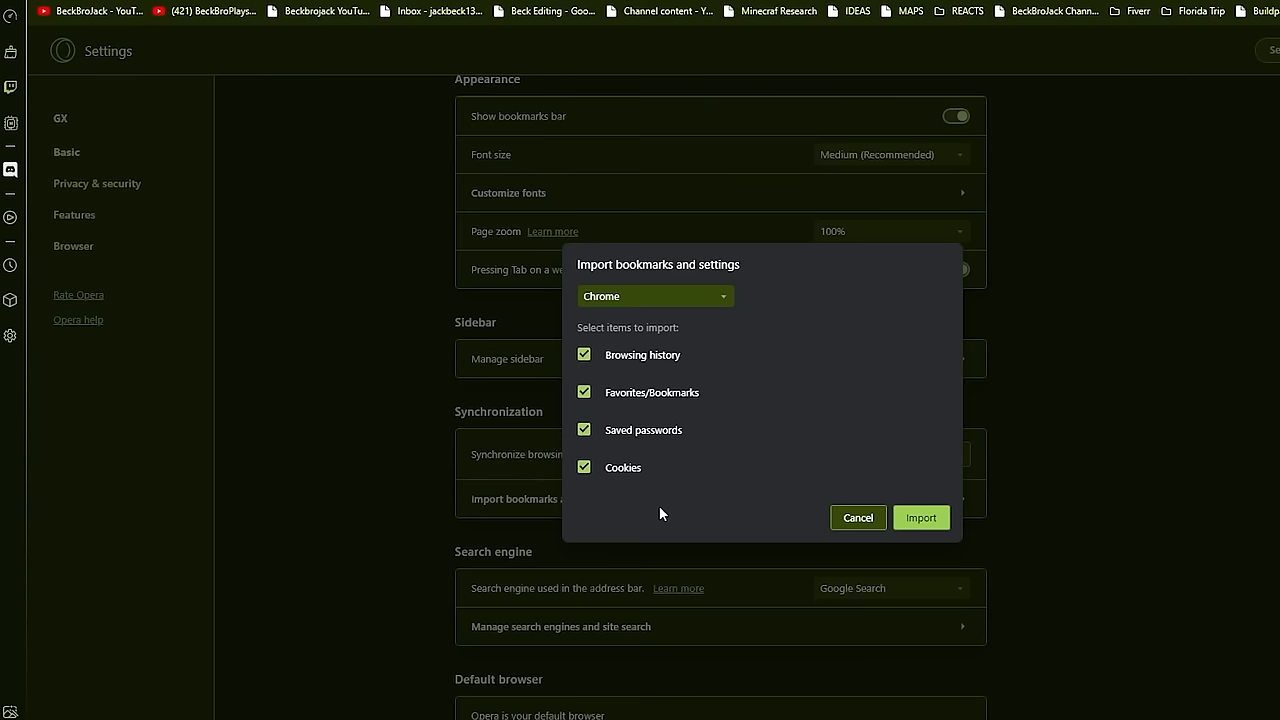 BeckBroJack - YouT...
(421) BeckBroPlays...
Beckbrojack YouTu...
Inbox - jackbeck13...
Beck Editing - Goo...
Channel content - Y...
Minecraf Research
IDEAS
MAPS
REACTS
BeckBroJack Chann...
Fiverr
Florida Trip
Buildp
Settings
Se
GX
Basic
Privacy & security
Features
Browser
Rate Opera
Opera help
Appearance
Show bookmarks bar
Font size
Medium (Recommended)
Customize fonts
Page zoom Learn more
100%
Pressing Tab on a we
Sidebar
Manage sidebar
Synchronization
Synchronize browsin
Import bookmarks a
Import bookmarks and settings
Chrome
Select items to import:
Browsing history
Favorites/Bookmarks
Saved passwords
Cookies
Cancel
Import
Search engine
Search engine used in the address bar. Learn more
Google Search
Manage search engines and site search
Default browser
Opera is your default browser